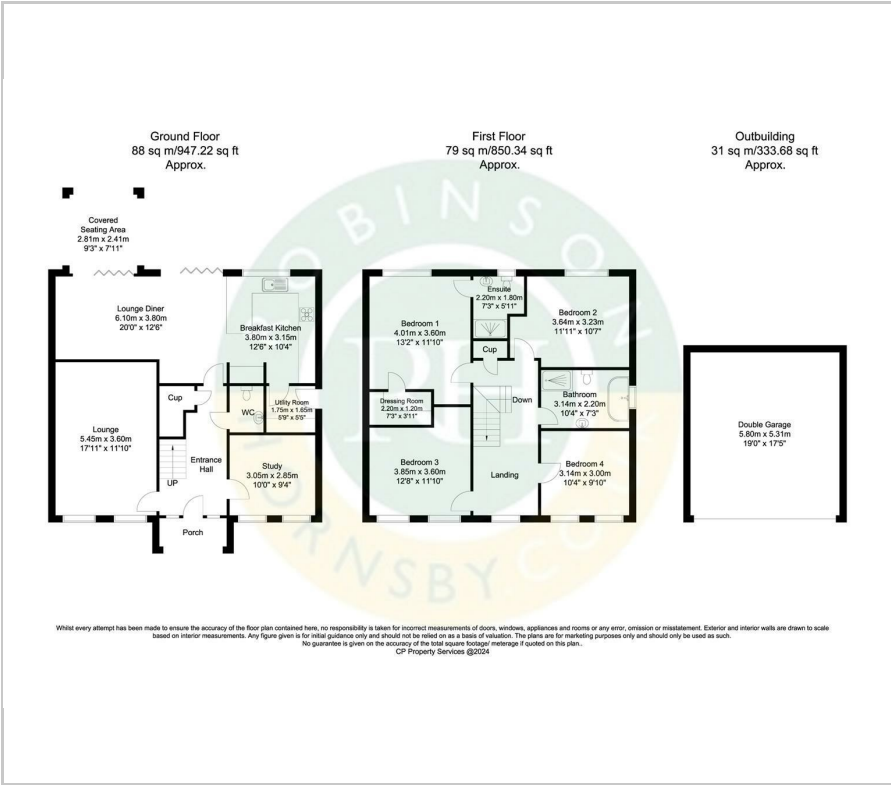 Ground Floor
88 sq m/947.22 sq ft
Approx.
First Floor
79 sq m/850.34 sq ft
Approx.
Outbuilding
31 sq m/333.68 sq ft
Approx.
Covered
Seating Area
2.81m x 2.41m
9'3" x 7'11"
Lounge Diner
6.10m x 3.80m
20'0" x 12'6"
Breakfast Kitchen
3.80m x 3.15m
12'6" x 10'4"
Cup
WC
Utility Room
1.75m x 1.65m
5'9" x 5'5"
Lounge
5.45m x 3.60m
17'11" x 11'10"
Entrance
Hall
UP
Study
3.05m x 2.85m
10'0" x 9'4"
Porch
Bedroom 1
4.01m x 3.60m
13'2" x 11'10"
Ensuite
2.20m x 1.80m
7'3" x 5'11"
Bedroom 2
3.64m x 3.23m
11'11" x 10'7"
Cup
Dressing Room
2.20m x 1.20m
7'3" x 3'11"
Down
Bathroom
3.14m x 2.20m
10'4" x 7'3"
Bedroom 3
3.85m x 3.60m
12'8" x 11'10"
Landing
Bedroom 4
3.14m x 3.00m
10'4" x 9'10"
Double Garage
5.80m x 5.31m
19'0" x 17'5"
ROBINSON
PH
HORNSBY CO
Whilst every attempt has been made to ensure the accuracy of the floor plan contained here, no responsibility is taken for incorrect measurements of doors, windows, appliances and rooms or any error, omission or misstatement. Exterior and interior walls are drawn to scale
based on interior measurements. Any figure given is for initial guidance only and should not be relied on as a basis of valuation. The plans are for marketing purposes only and should only be used as such.
No guarantee is given on the accuracy of the total square footage/ meterage if quoted on this plan..
CP Property Services @2024